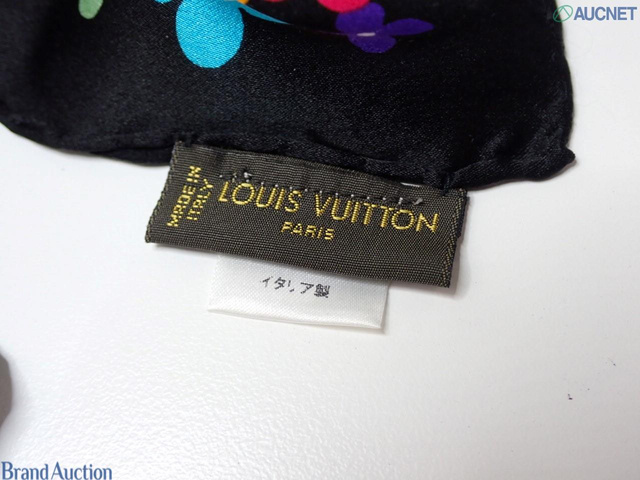 AUCNET
MADE IN
ITALY
LOUIS VUITTON
PARIS
イタリア製
Brand Auction